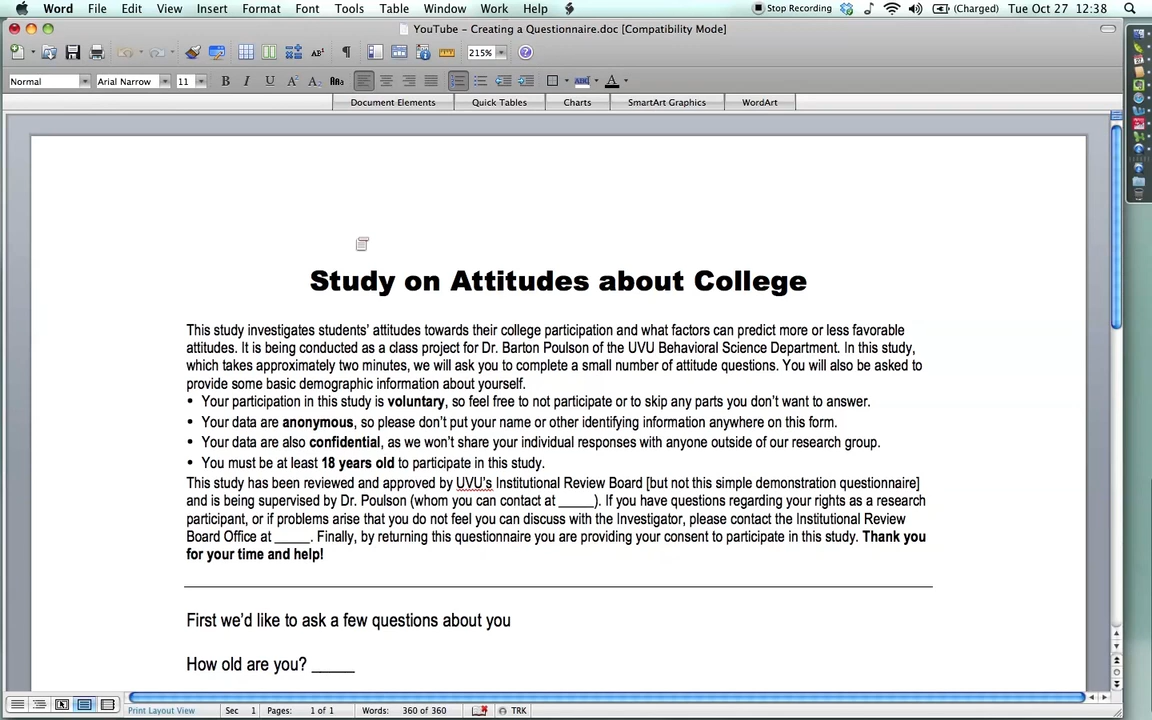 Word File Edit View Insert Format Font Tools Table Window Work Help Stop Recording (Charged) Tue Oct 27 12:38
YouTube – Creating a Questionnaire.doc [Compatibility Mode]
215%
Normal Arial Narrow 11 B I U A² A₂ Aa ABC A
Document Elements Quick Tables Charts SmartArt Graphics WordArt
Study on Attitudes about College
This study investigates students’ attitudes towards their college participation and what factors can predict more or less favorable
attitudes. It is being conducted as a class project for Dr. Barton Poulson of the UVU Behavioral Science Department. In this study,
which takes approximately two minutes, we will ask you to complete a small number of attitude questions. You will also be asked to
provide some basic demographic information about yourself.
• Your participation in this study is voluntary, so feel free to not participate or to skip any parts you don’t want to answer.
• Your data are anonymous, so please don’t put your name or other identifying information anywhere on this form.
• Your data are also confidential, as we won’t share your individual responses with anyone outside of our research group.
• You must be at least 18 years old to participate in this study.
This study has been reviewed and approved by UVU’s Institutional Review Board [but not this simple demonstration questionnaire]
and is being supervised by Dr. Poulson (whom you can contact at _____). If you have questions regarding your rights as a research
participant, or if problems arise that you do not feel you can discuss with the Investigator, please contact the Institutional Review
Board Office at _____. Finally, by returning this questionnaire you are providing your consent to participate in this study. Thank you
for your time and help!
First we’d like to ask a few questions about you
How old are you? _____
Print Layout View Sec 1 Pages: 1 of 1 Words: 360 of 360 TRK